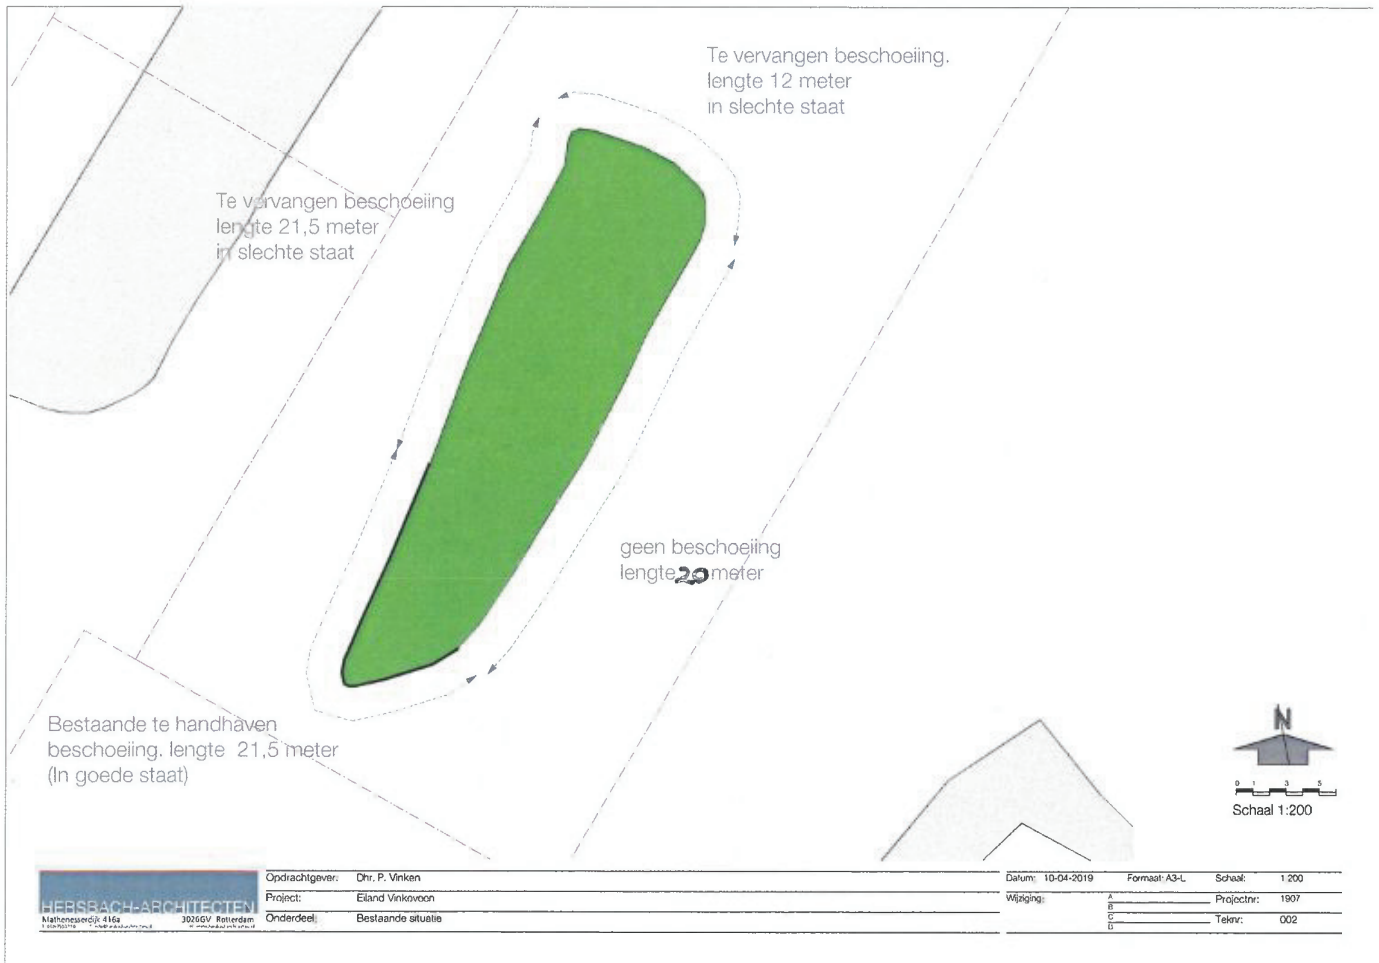 Te vervangen beschoeiing.
lengte 12 meter
in slechte staat
Te vervangen beschoeiing
lengte 21,5 meter
in slechte staat
geen beschoeiing
lengte 20 meter
Bestaande te handhaven
beschoeiing. lengte 21,5 meter
(In goede staat)
N
0 1 3 5
Schaal 1:200
HERSBACH-ARCHITECTEN
Mathenesserdijk 416a 3026GV Rotterdam
Opdrachtgever: Dhr. P. Vinken
Project: Eiland Vinkeveen
Onderdeel: Bestaande situatie
Datum: 10-04-2019 Formaat: A3-L Schaal: 1:200
Wijziging: A Projectnr: 1907
B
C Teknr: 002
D